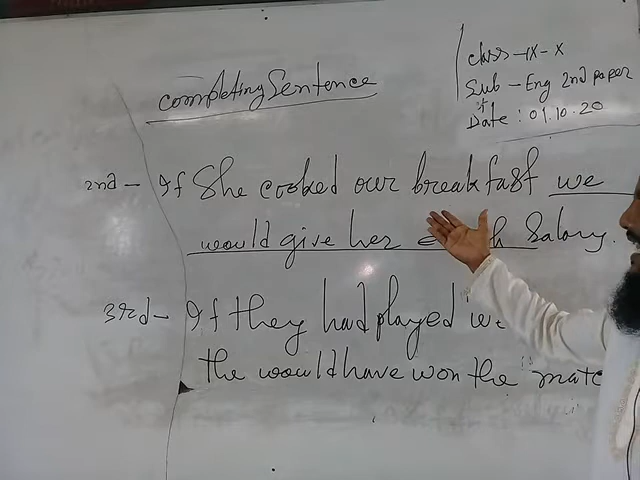 Class - IX - X
Sub - Eng 2nd paper
Date : 01.10.20
Completing Sentence
2nd - If She cooked our breakfast we
would give her salary.
3rd - If they had played
the would have won the